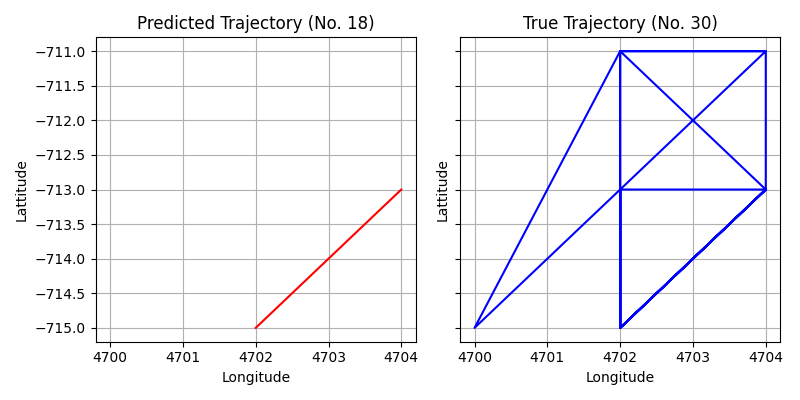 Predicted Trajectory (No. 18)
True Trajectory (No. 30)
Lattitude
−711.0
−711.5
−712.0
−712.5
−713.0
−713.5
−714.0
−714.5
−715.0
4700 4701 4702 4703 4704
Longitude
Lattitude
4700 4701 4702 4703 4704
Longitude